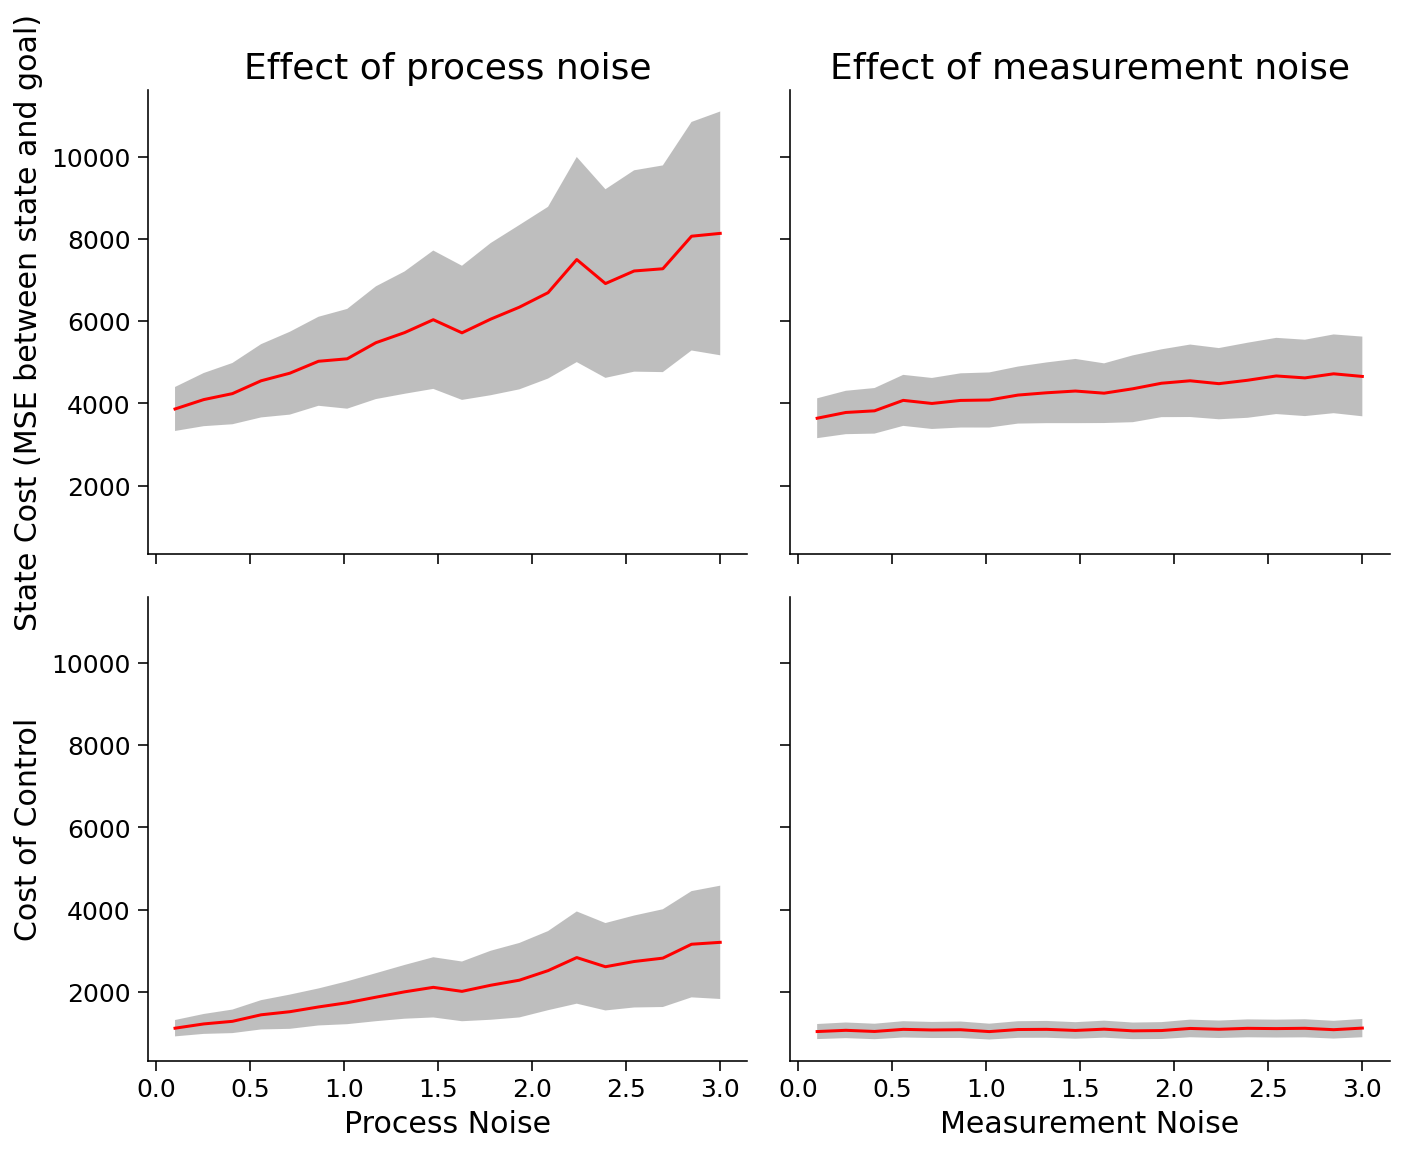 Effect of process noise
Effect of measurement noise
State Cost (MSE between state and goal)
10000
8000
6000
4000
2000
Cost of Control
10000
8000
6000
4000
2000
0.0 0.5 1.0 1.5 2.0 2.5 3.0
0.0 0.5 1.0 1.5 2.0 2.5 3.0
Process Noise
Measurement Noise